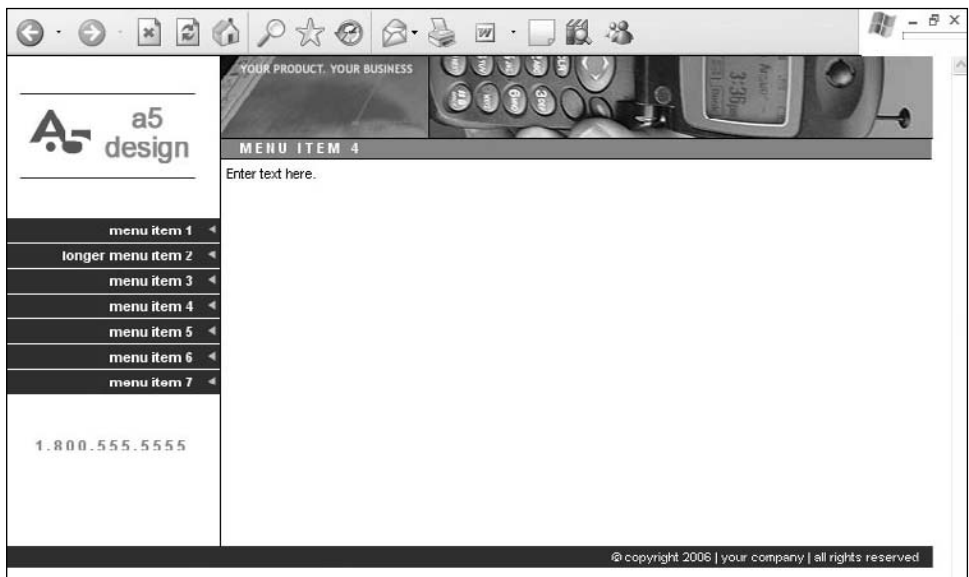 YOUR PRODUCT. YOUR BUSINESS
a5
design
MENU ITEM 4
Enter text here.
menu item 1
longer menu item 2
menu item 3
menu item 4
menu item 5
menu item 6
menu item 7
1.800.555.5555
© copyright 2006 | your company | all rights reserved